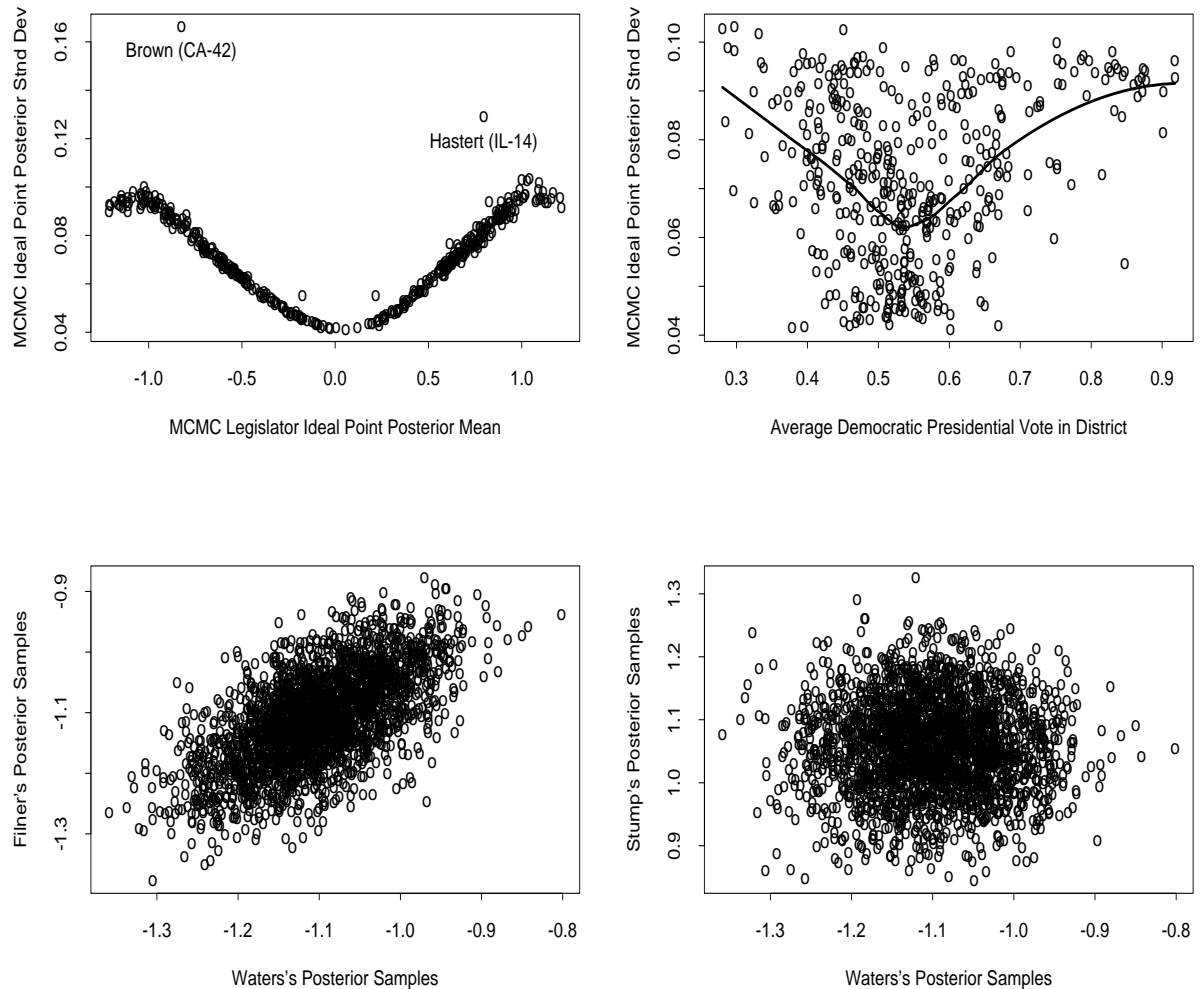 MCMC Ideal Point Posterior Stnd Dev
0.16
0.12
0.08
0.04
Brown (CA-42)
Hastert (IL-14)
-1.0 -0.5 0.0 0.5 1.0
MCMC Legislator Ideal Point Posterior Mean
MCMC Ideal Point Posterior Stnd Dev
0.10
0.08
0.06
0.04
0.3 0.4 0.5 0.6 0.7 0.8 0.9
Average Democratic Presidential Vote in District
Filner's Posterior Samples
-0.9
-1.1
-1.3
-1.3 -1.2 -1.1 -1.0 -0.9 -0.8
Waters's Posterior Samples
Stump's Posterior Samples
1.3
1.2
1.1
1.0
0.9
-1.3 -1.2 -1.1 -1.0 -0.9 -0.8
Waters's Posterior Samples